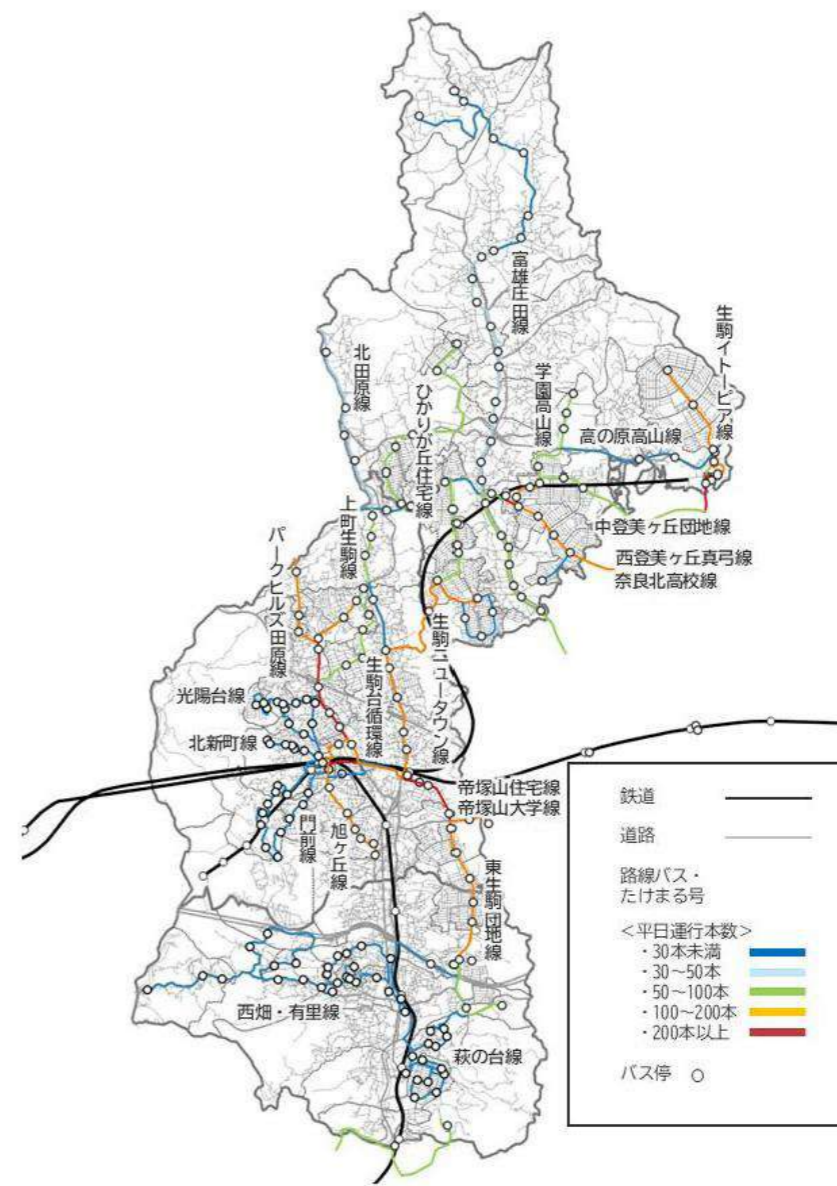 富雄庄田線
生駒イトーピア線
北田原線
ひかりが丘住宅線
学園高山線
高の原高山線
上町生駒線
中登美ヶ丘団地線
パークヒルズ田原線
西登美ヶ丘真弓線
奈良北高校線
生駒ニュータウン線
生駒台循環線
光陽台線
北新町線
帝塚山住宅線
帝塚山大学線
門前線
旭ヶ丘線
東生駒団地線
西畑・有里線
萩の台線
鉄道
道路
路線バス・
たけまる号
<平日運行本数>
・30本未満
・30~50本
・50~100本
・100~200本
・200本以上
バス停